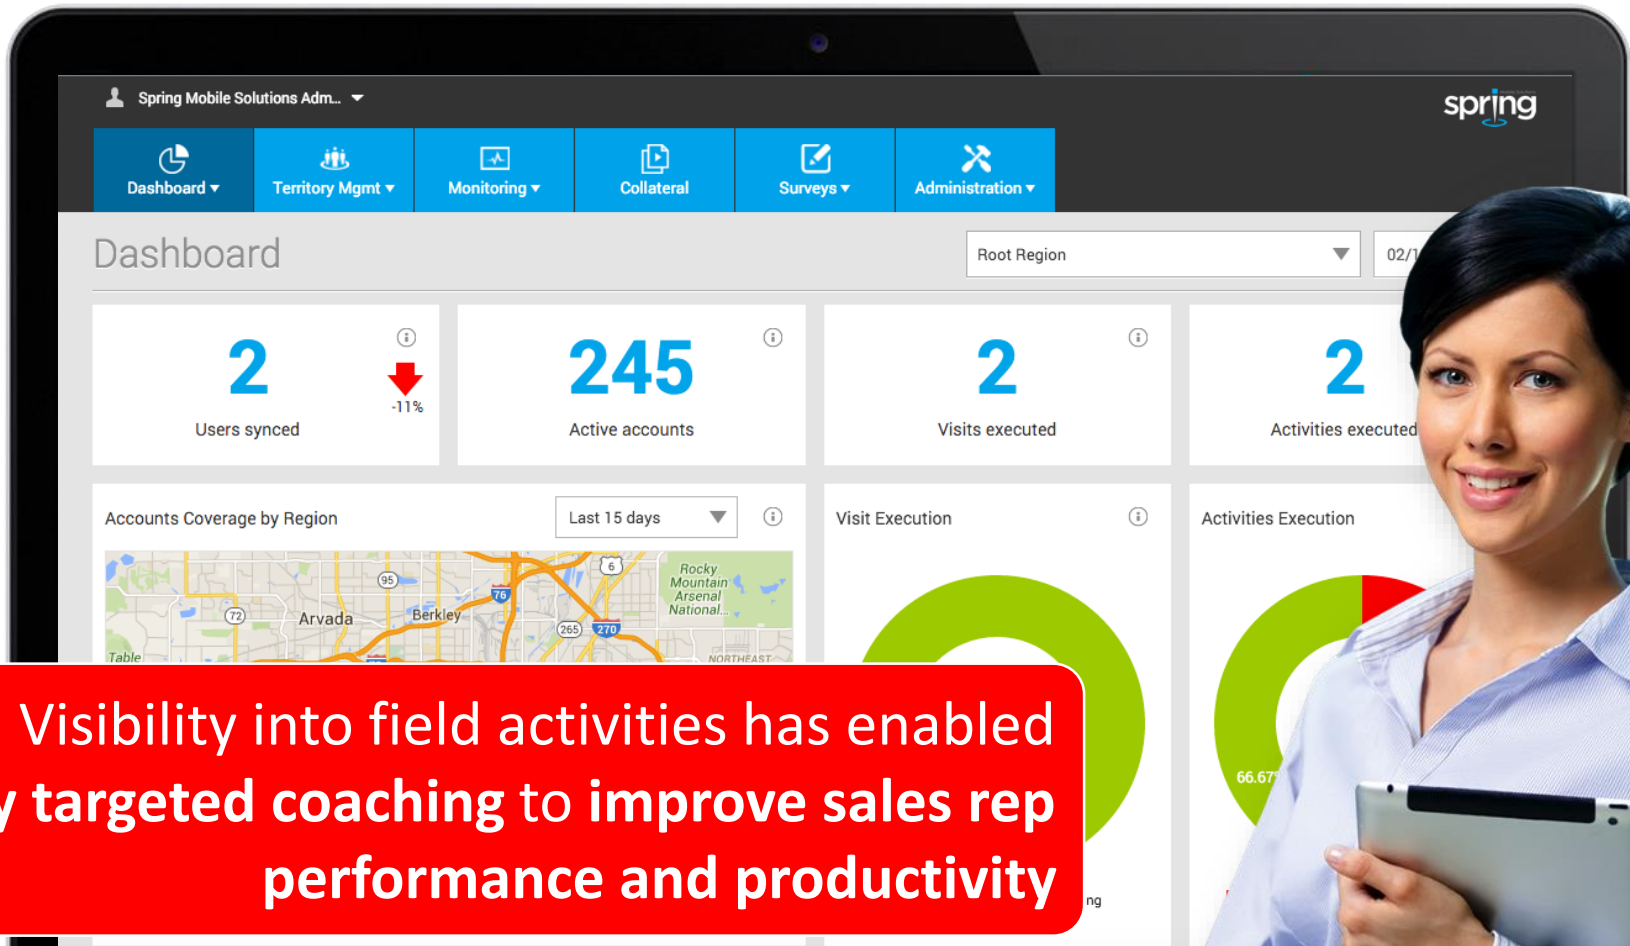 Spring Mobile Solutions Adm...
spring
Dashboard
Territory Mgmt
Monitoring
Collateral
Surveys
Administration
Dashboard
Root Region
02/1
2
-11%
Users synced
245
Active accounts
2
Visits executed
2
Activities executed
Accounts Coverage by Region
Last 15 days
Visit Execution
Activities Execution
95
6
Rocky
Mountain
Arsenal
National...
76
72
Arvada
Berkley
265
270
Table
NORTHEAST
66.67%
Visibility into field activities has enabled
y targeted coaching to improve sales rep
performance and productivity
ng